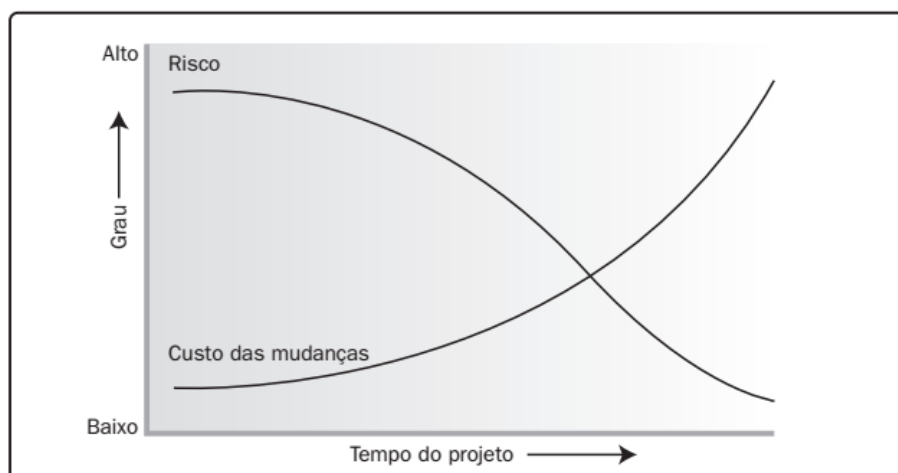 Alto
Risco
Grau
Custo das mudanças
Baixo
Tempo do projeto